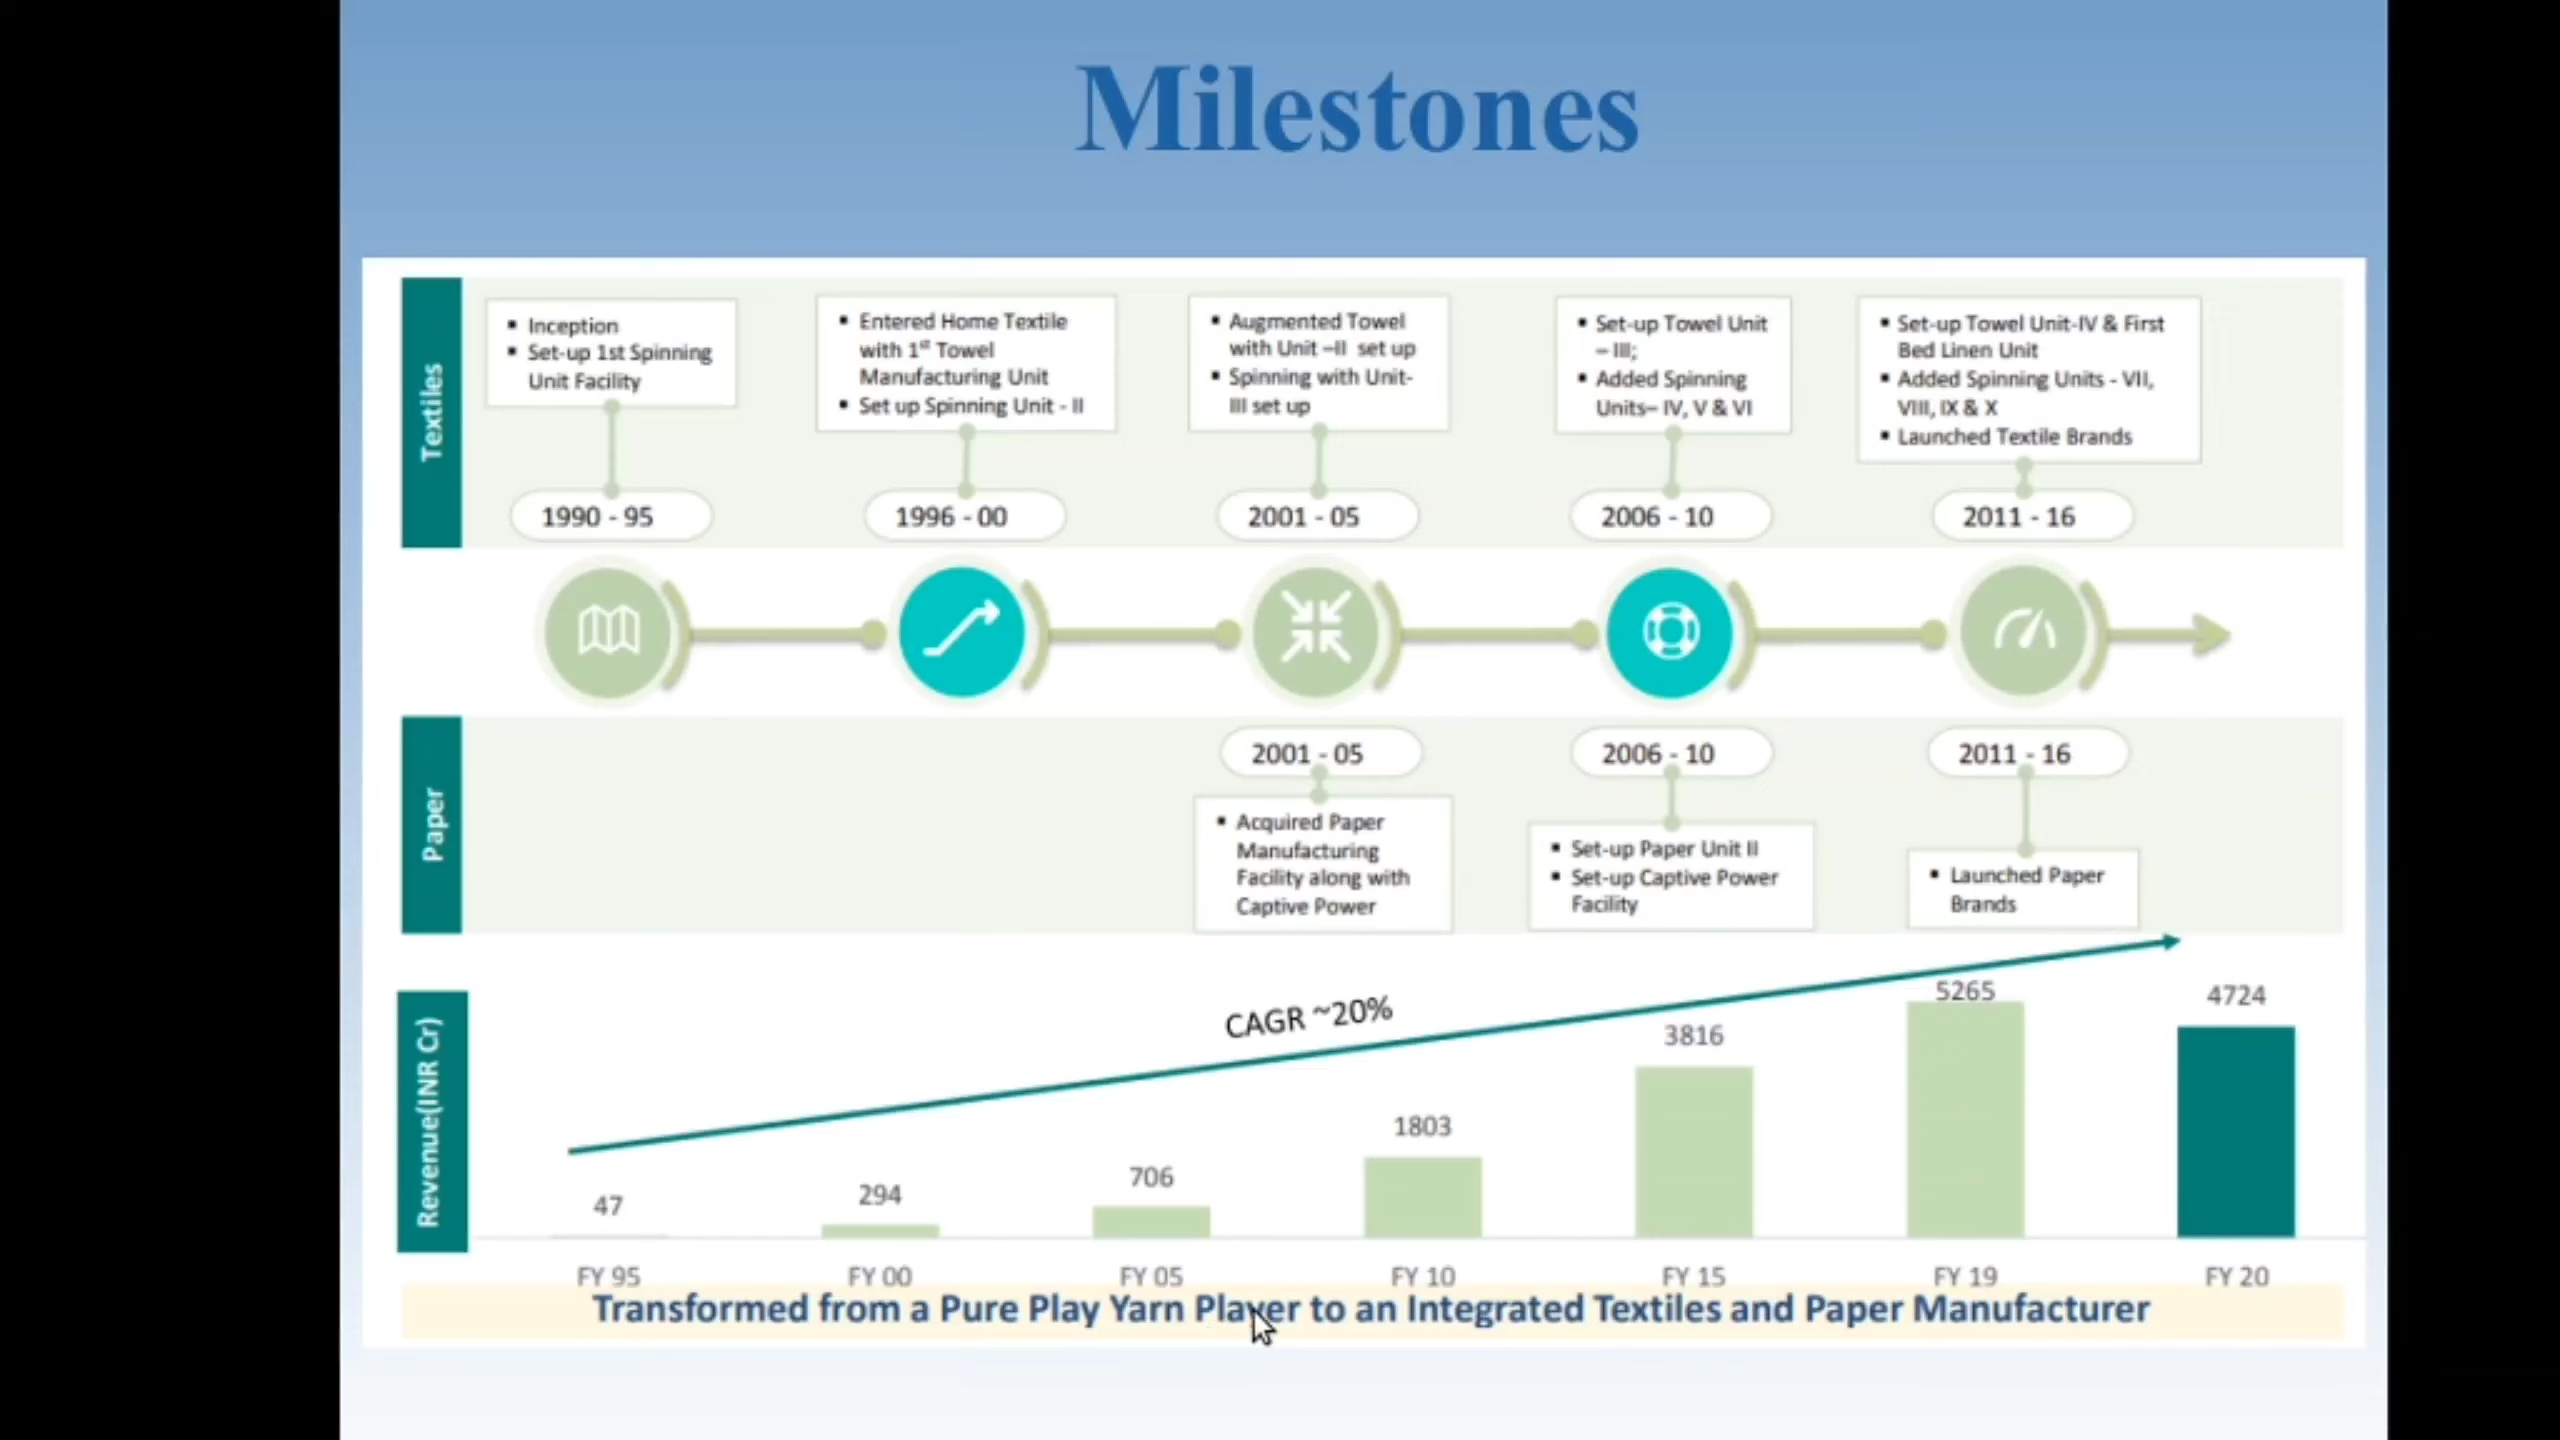 Milestones
Textiles
▪ Inception
▪ Set-up 1st Spinning
Unit Facility
1990 - 95
▪ Entered Home Textile
with 1st Towel
Manufacturing Unit
▪ Set up Spinning Unit - II
1996 - 00
▪ Augmented Towel
with Unit –II set up
▪ Spinning with Unit-
III set up
2001 - 05
▪ Set-up Towel Unit
– III;
▪ Added Spinning
Units– IV, V & VI
2006 - 10
▪ Set-up Towel Unit-IV & First
Bed Linen Unit
▪ Added Spinning Units - VII,
VIII, IX & X
▪ Launched Textile Brands
2011 - 16
Paper
2001 - 05
▪ Acquired Paper
Manufacturing
Facility along with
Captive Power
2006 - 10
▪ Set-up Paper Unit II
▪ Set-up Captive Power
Facility
2011 - 16
▪ Launched Paper
Brands
Revenue(INR Cr)
CAGR ~20%
47
294
706
1803
3816
5265
4724
FY 95
FY 00
FY 05
FY 10
FY 15
FY 19
FY 20
Transformed from a Pure Play Yarn Player to an Integrated Textiles and Paper Manufacturer